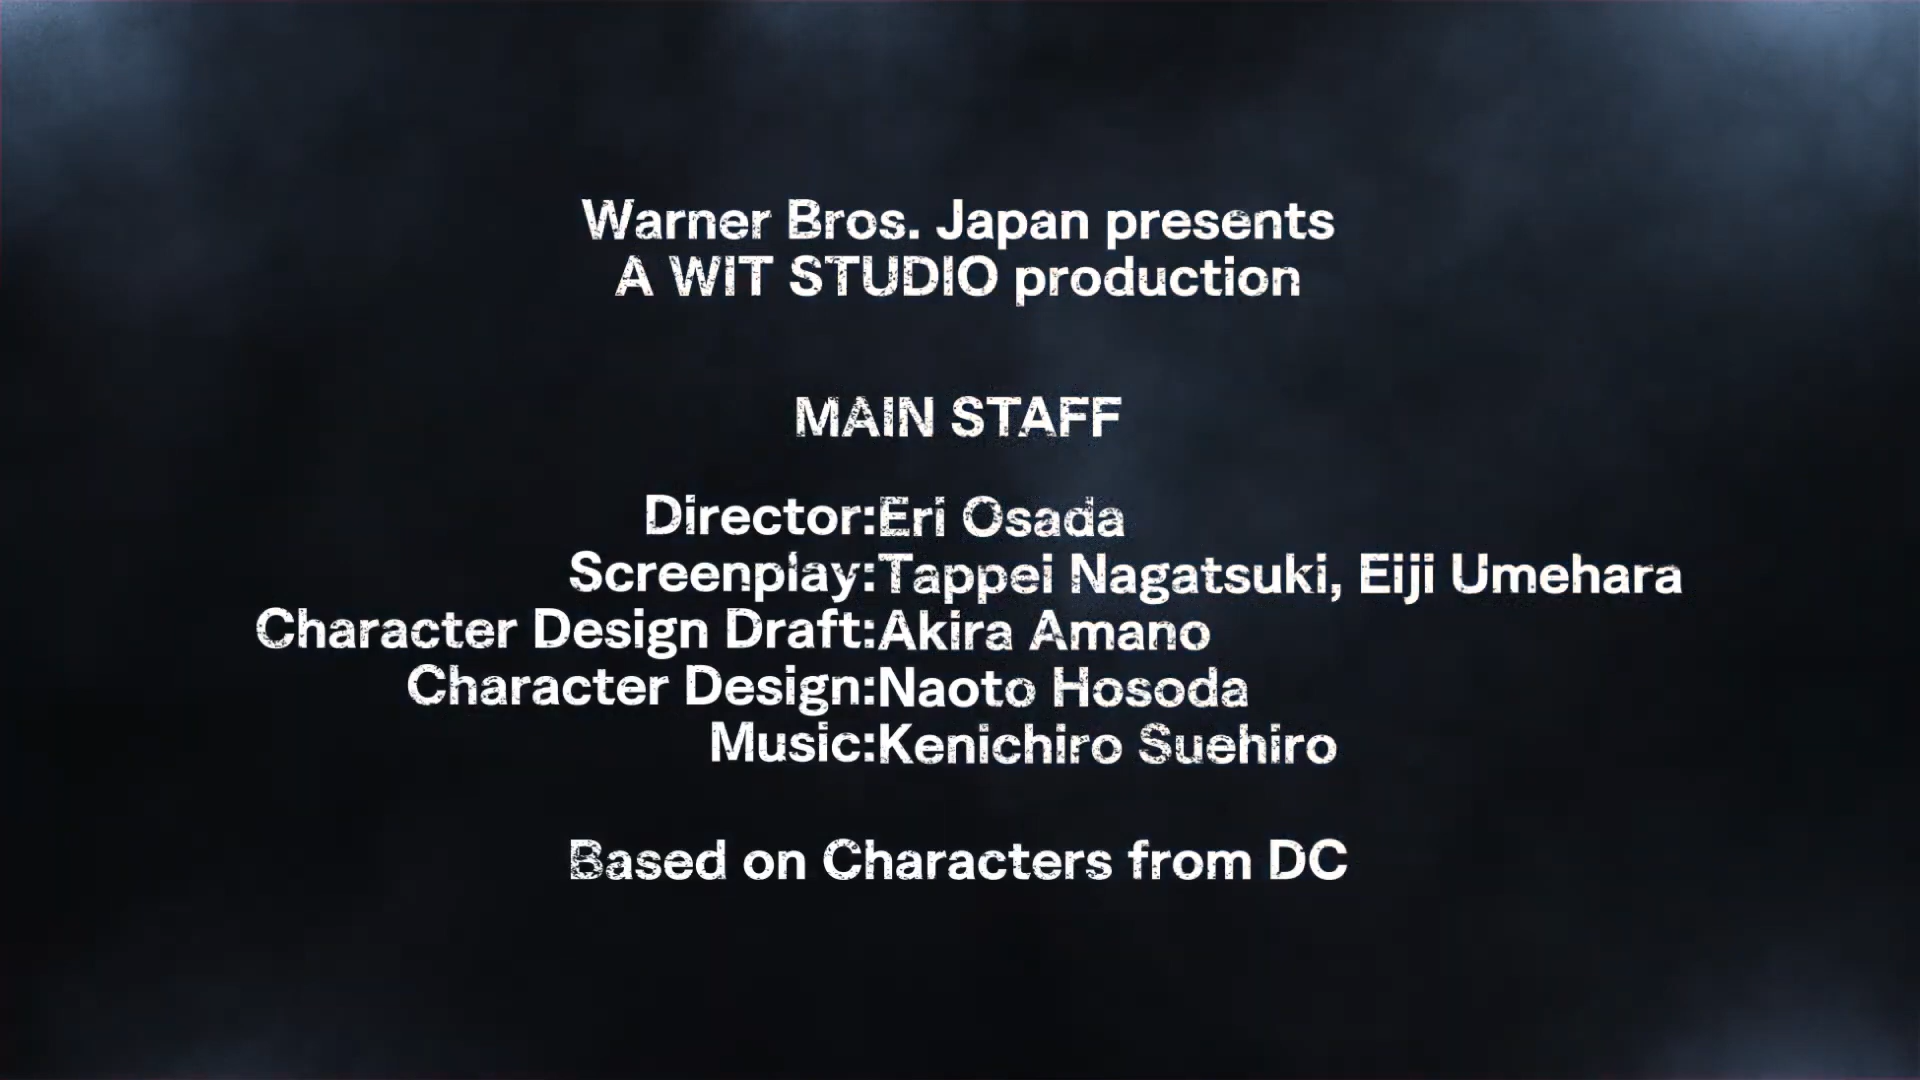 Warner Bros. Japan presents
A WIT STUDIO production
MAIN STAFF
Director:Eri Osada
Screenplay:Tappei Nagatsuki, Eiji Umehara
Character Design Draft:Akira Amano
Character Design:Naoto Hosoda
Music:Kenichiro Suehiro
Based on Characters from DC